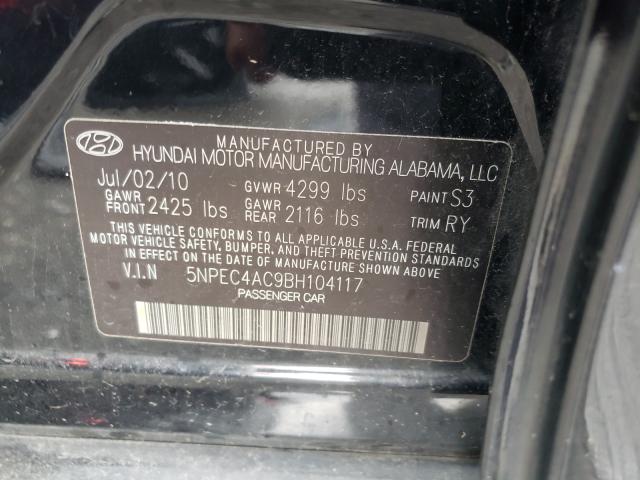 MANUFACTURED BY
HYUNDAI MOTOR MANUFACTURING ALABAMA, LLC
Jul/02/10 GVWR 4299 lbs PAINT S3
GAWR FRONT 2425 lbs GAWR REAR 2116 lbs TRIM RY
THIS VEHICLE CONFORMS TO ALL APPLICABLE U.S.A. FEDERAL
MOTOR VEHICLE SAFETY, BUMPER, AND THEFT PREVENTION STANDARDS
IN EFFECT ON THE DATE OF MANUFACTURE SHOWN ABOVE.
V.I.N 5NPEC4AC9BH104117
PASSENGER CAR